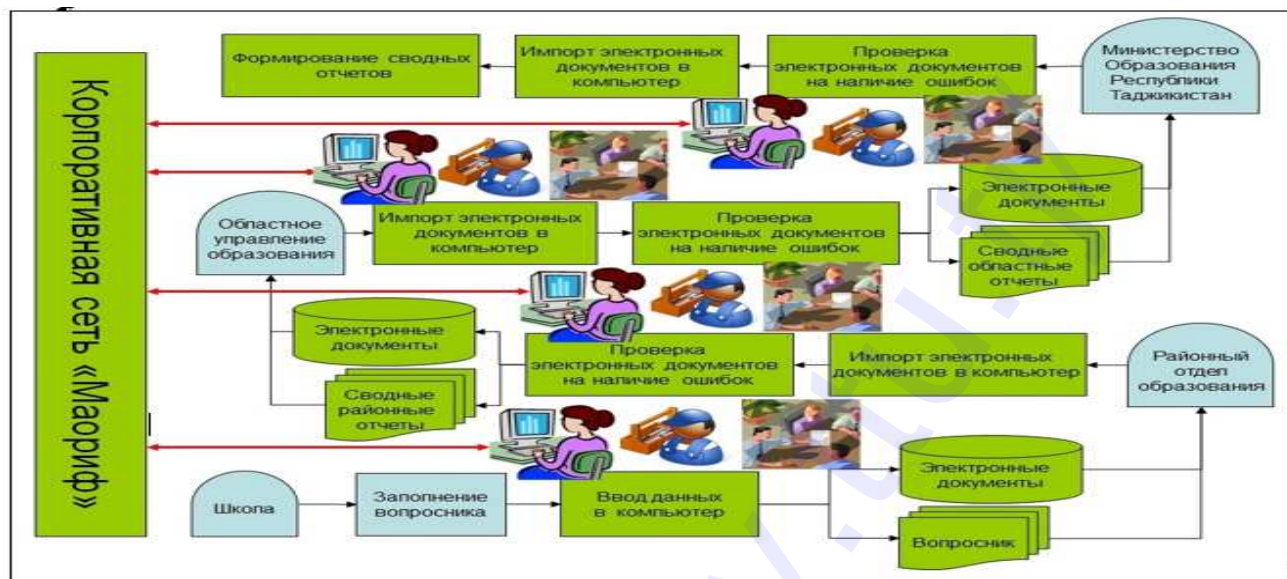 Корпоративная сеть «Маориф»
Формирование сводных
отчетов
Импорт электронных
документов в
компьютер
Проверка
электронных документов
на наличие ошибок
Министерство
Образования
Республики
Таджикистан
Областное
управление
образования
Импорт электронных
документов в
компьютер
Проверка
электронных документов
на наличие ошибок
Электронные
документы
Сводные
областные
отчеты
Электронные
документы
Сводные
районные
отчеты
Проверка
электронных документов
на наличие ошибок
Импорт электронных
документов в компьютер
Районный
отдел
образования
Школа
Заполнение
вопросника
Ввод данных
в компьютер
Электронные
документы
Вопросник